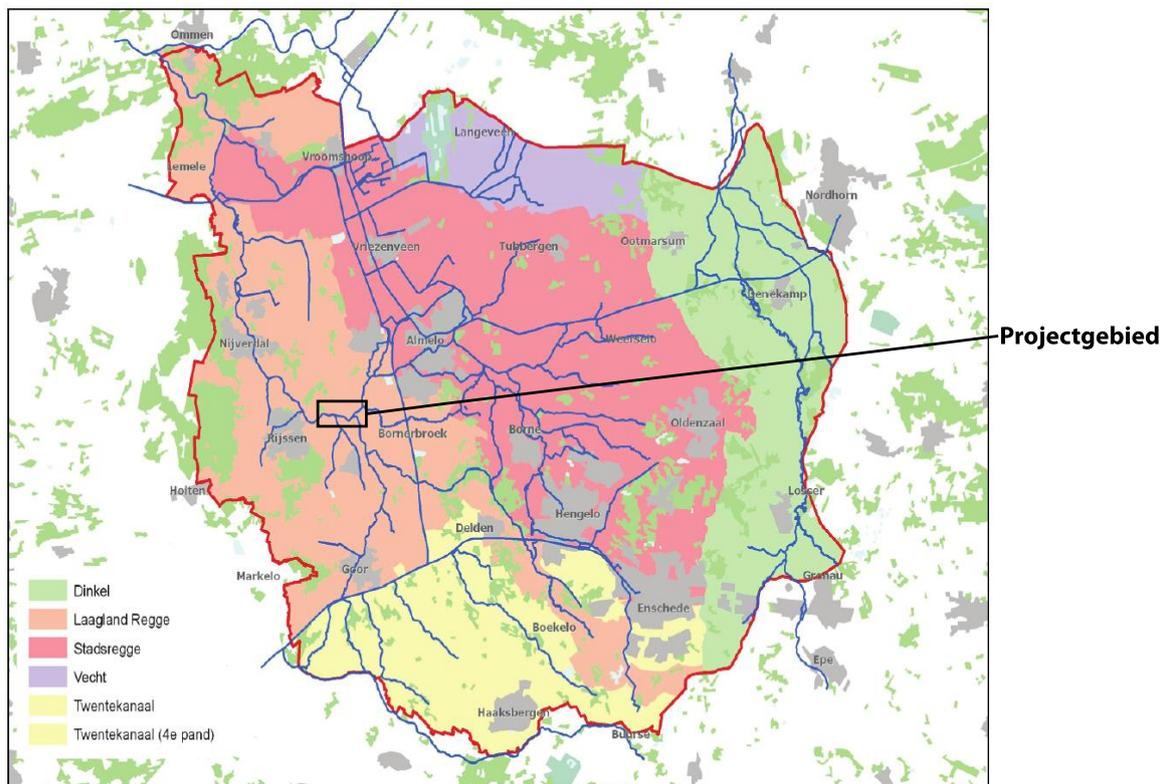 Ommen
Langeveen
Vroomshoop
Lemele
Nordhorn
Vriezenveen
Tubbergen
Ootmarsum
Denekamp
Projectgebied
Nijverdal
Almelo
Weerselo
Oldenzaal
Rijssen
Bornerbroek
Borne
Holten
Losser
Hengelo
Delden
Markelo
Goor
Gronau
Enschede
Boekelo
Epe
Haaksbergen
Buurse
Dinkel
Laagland Regge
Stadsregge
Vecht
Twentekanaal
Twentekanaal (4e pand)